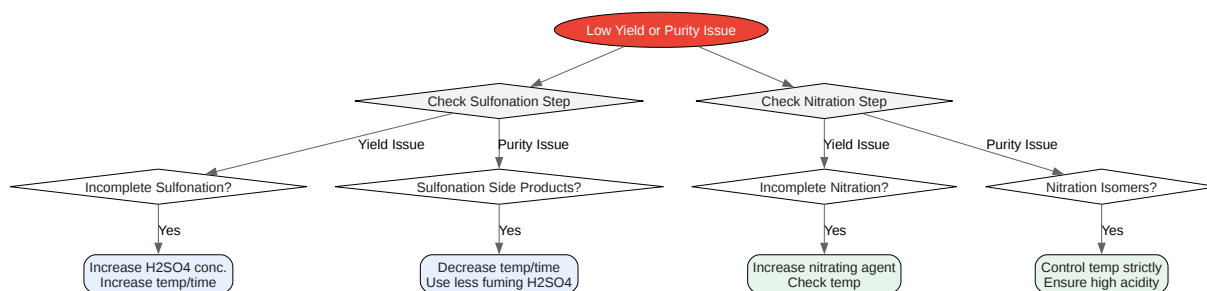 Low Yield or Purity Issue
Check Sulfonation Step
Check Nitration Step
Yield Issue
Purity Issue
Yield Issue
Purity Issue
Incomplete Sulfonation?
Sulfonation Side Products?
Incomplete Nitration?
Nitration Isomers?
Yes
Yes
Yes
Yes
Increase H2SO4 conc.
Increase temp/time
Decrease temp/time
Use less fuming H2SO4
Increase nitrating agent
Check temp
Control temp strictly
Ensure high acidity